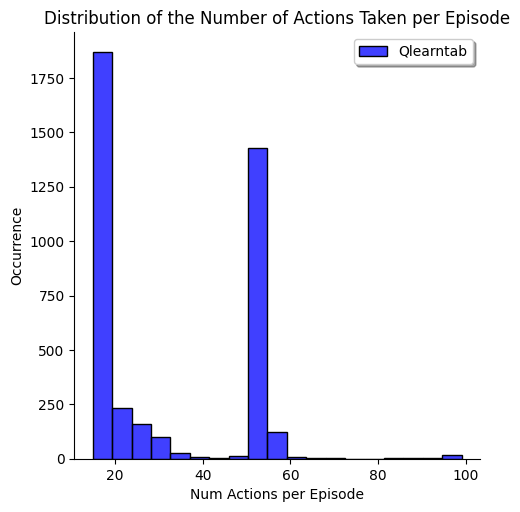 Distribution of the Number of Actions Taken per Episode
Qlearntab
1750
1500
1250
1000
750
500
250
0
Occurrence
20 40 60 80 100
Num Actions per Episode